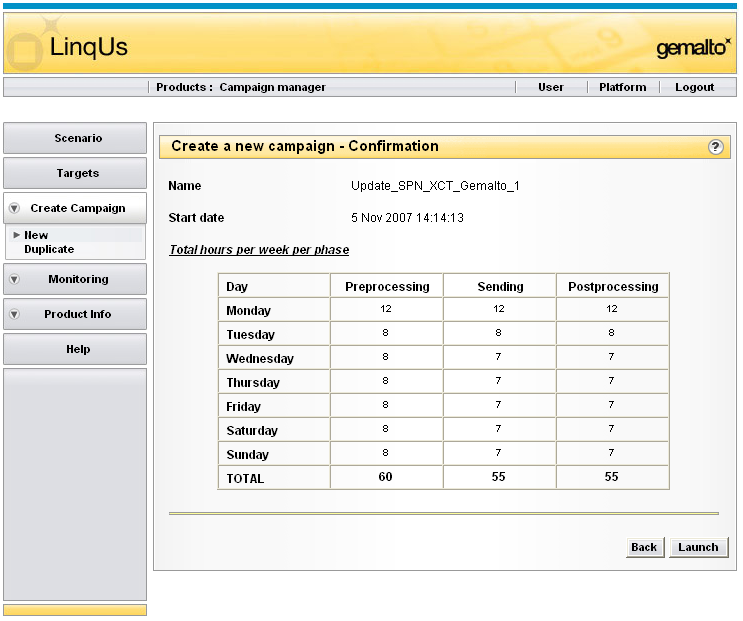 LinqUs
gemalto
Products : Campaign manager
User
Platform
Logout
Scenario
Targets
Create Campaign
New
Duplicate
Monitoring
Product Info
Help
Create a new campaign - Confirmation
?
Name Update_SPN_XCT_Gemalto_1
Start date 5 Nov 2007 14:14:13
Total hours per week per phase
Day Preprocessing Sending Postprocessing
Monday 12 12 12
Tuesday 8 8 8
Wednesday 8 7 7
Thursday 8 7 7
Friday 8 7 7
Saturday 8 7 7
Sunday 8 7 7
TOTAL 60 55 55
Back
Launch